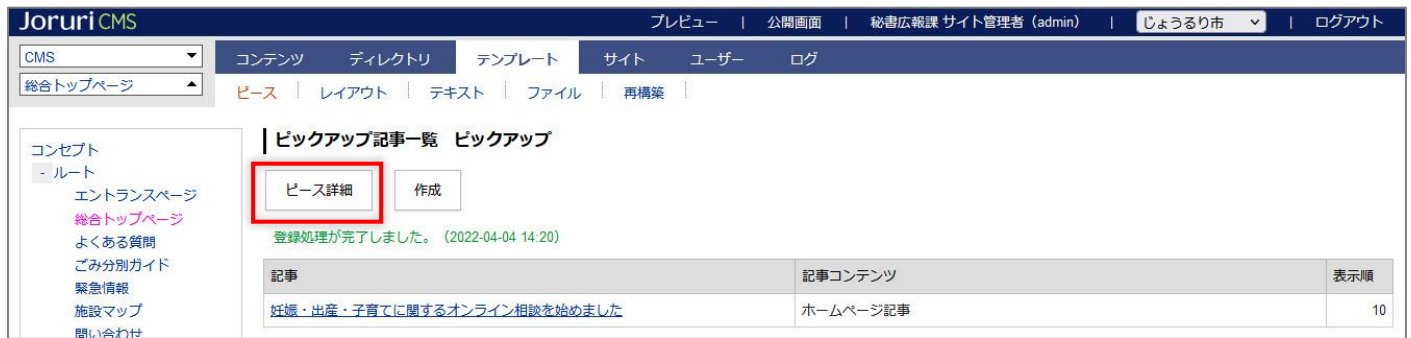 Joruri CMS
プレビュー | 公開画面 | 秘書広報課 サイト管理者（admin） | じょうるり市 | ログアウト
CMS
コンテンツ ディレクトリ テンプレート サイト ユーザー ログ
総合トップページ
ピース レイアウト テキスト ファイル 再構築
コンセプト
- ルート
エントランスページ
総合トップページ
よくある質問
ごみ分別ガイド
緊急情報
施設マップ
問い合わせ
ピックアップ記事一覧 ピックアップ
ピース詳細 作成
登録処理が完了しました。（2022-04-04 14:20）
記事 記事コンテンツ 表示順
妊娠・出産・子育てに関するオンライン相談を始めました ホームページ記事 10